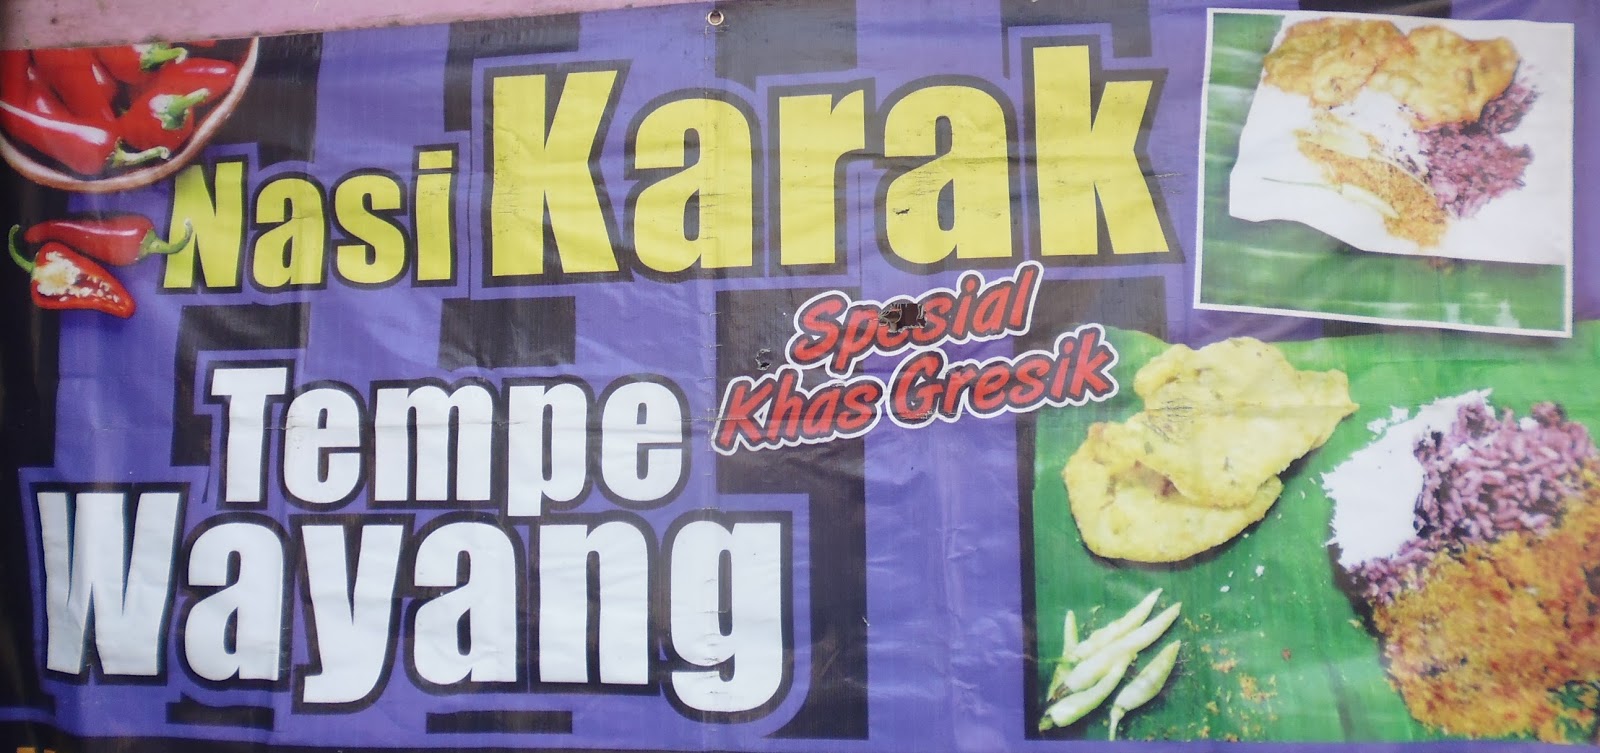 Nasi Karak
Spesial
Khas Gresik
Tempe
Wayang